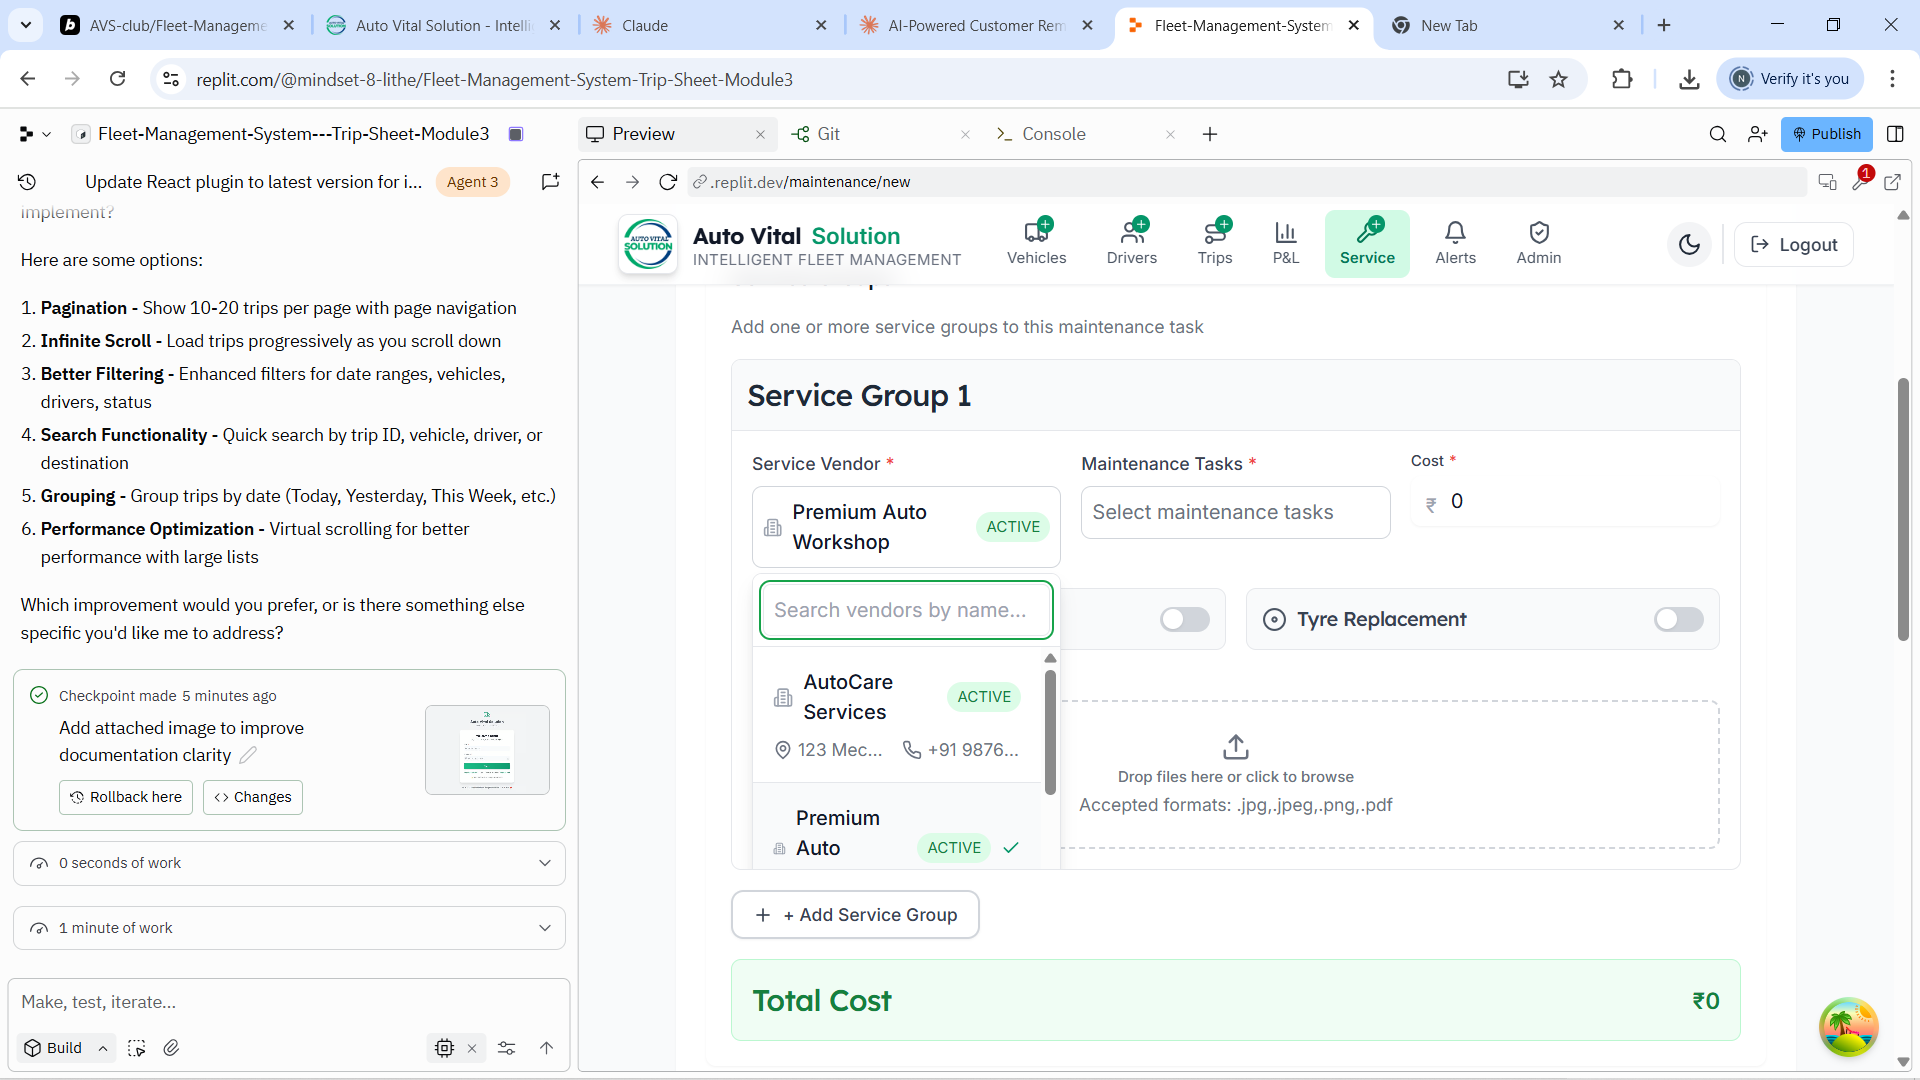 AVS-club/Fleet-Manageme
Auto Vital Solution - Intelli
Claude
AI-Powered Customer Rem
Fleet-Management-System
New Tab
replit.com/@mindset-8-lithe/Fleet-Management-System-Trip-Sheet-Module3
N
Verify it's you
Fleet-Management-System---Trip-Sheet-Module3
Preview
Git
Console
Publish
Update React plugin to latest version for i...
Agent 3
.replit.dev/maintenance/new
1
implement?
Here are some options:
1. Pagination - Show 10-20 trips per page with page navigation
2. Infinite Scroll - Load trips progressively as you scroll down
3. Better Filtering - Enhanced filters for date ranges, vehicles,
drivers, status
4. Search Functionality - Quick search by trip ID, vehicle, driver, or
destination
5. Grouping - Group trips by date (Today, Yesterday, This Week, etc.)
6. Performance Optimization - Virtual scrolling for better
performance with large lists
Which improvement would you prefer, or is there something else
specific you'd like me to address?
Checkpoint made 5 minutes ago
Add attached image to improve
documentation clarity
Rollback here
Changes
0 seconds of work
1 minute of work
Make, test, iterate...
Build
AUTO VITAL
SOLUTION
Auto Vital Solution
INTELLIGENT FLEET MANAGEMENT
Vehicles
Drivers
Trips
P&L
Service
Alerts
Admin
Logout
Add one or more service groups to this maintenance task
Service Group 1
Service Vendor *
Maintenance Tasks *
Cost *
Premium Auto
Workshop
ACTIVE
Select maintenance tasks
₹ 0
Search vendors by name...
Tyre Replacement
AutoCare
Services
ACTIVE
123 Mec...
+91 9876...
Premium
Auto
ACTIVE
Drop files here or click to browse
Accepted formats: .jpg,.jpeg,.png,.pdf
+ Add Service Group
Total Cost
₹0